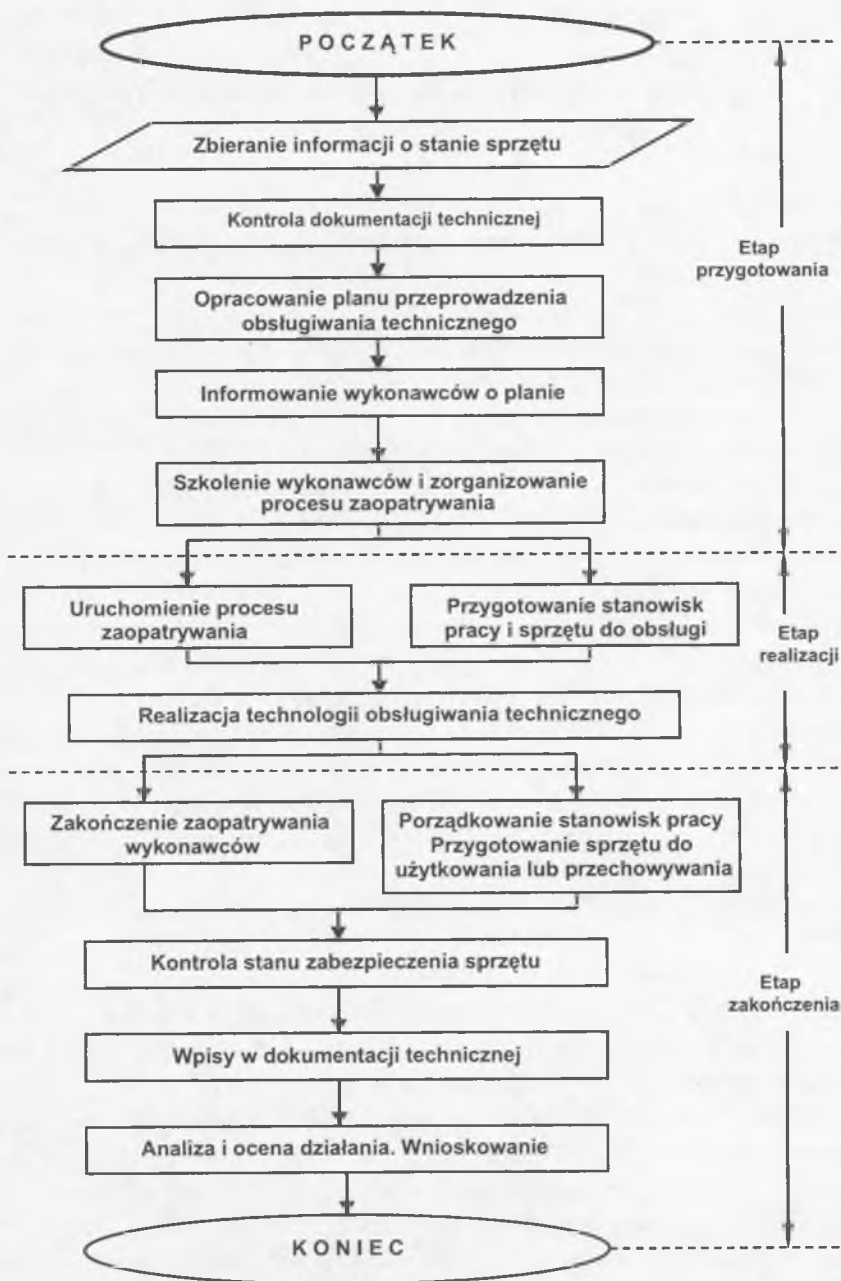 POCZĄTEK
Zbieranie informacji o stanie sprzętu
Kontrola dokumentacji technicznej
Etap
przygotowania
Opracowanie planu przeprowadzenia
obsługiwania technicznego
Informowanie wykonawców o planie
Szkolenie wykonawców i zorganizowanie
procesu zaopatrywania
Uruchomienie procesu
zaopatrywania
Przygotowanie stanowisk
pracy i sprzętu do obsługi
Etap
realizacji
Realizacja technologii obsługiwania technicznego
Zakończenie zaopatrywania
wykonawców
Porządkowanie stanowisk pracy
Przygotowanie sprzętu do
użytkowania lub przechowywania
Kontrola stanu zabezpieczenia sprzętu
Etap
zakończenia
Wpisy w dokumentacji technicznej
Analiza i ocena działania. Wnioskowanie
KONIEC